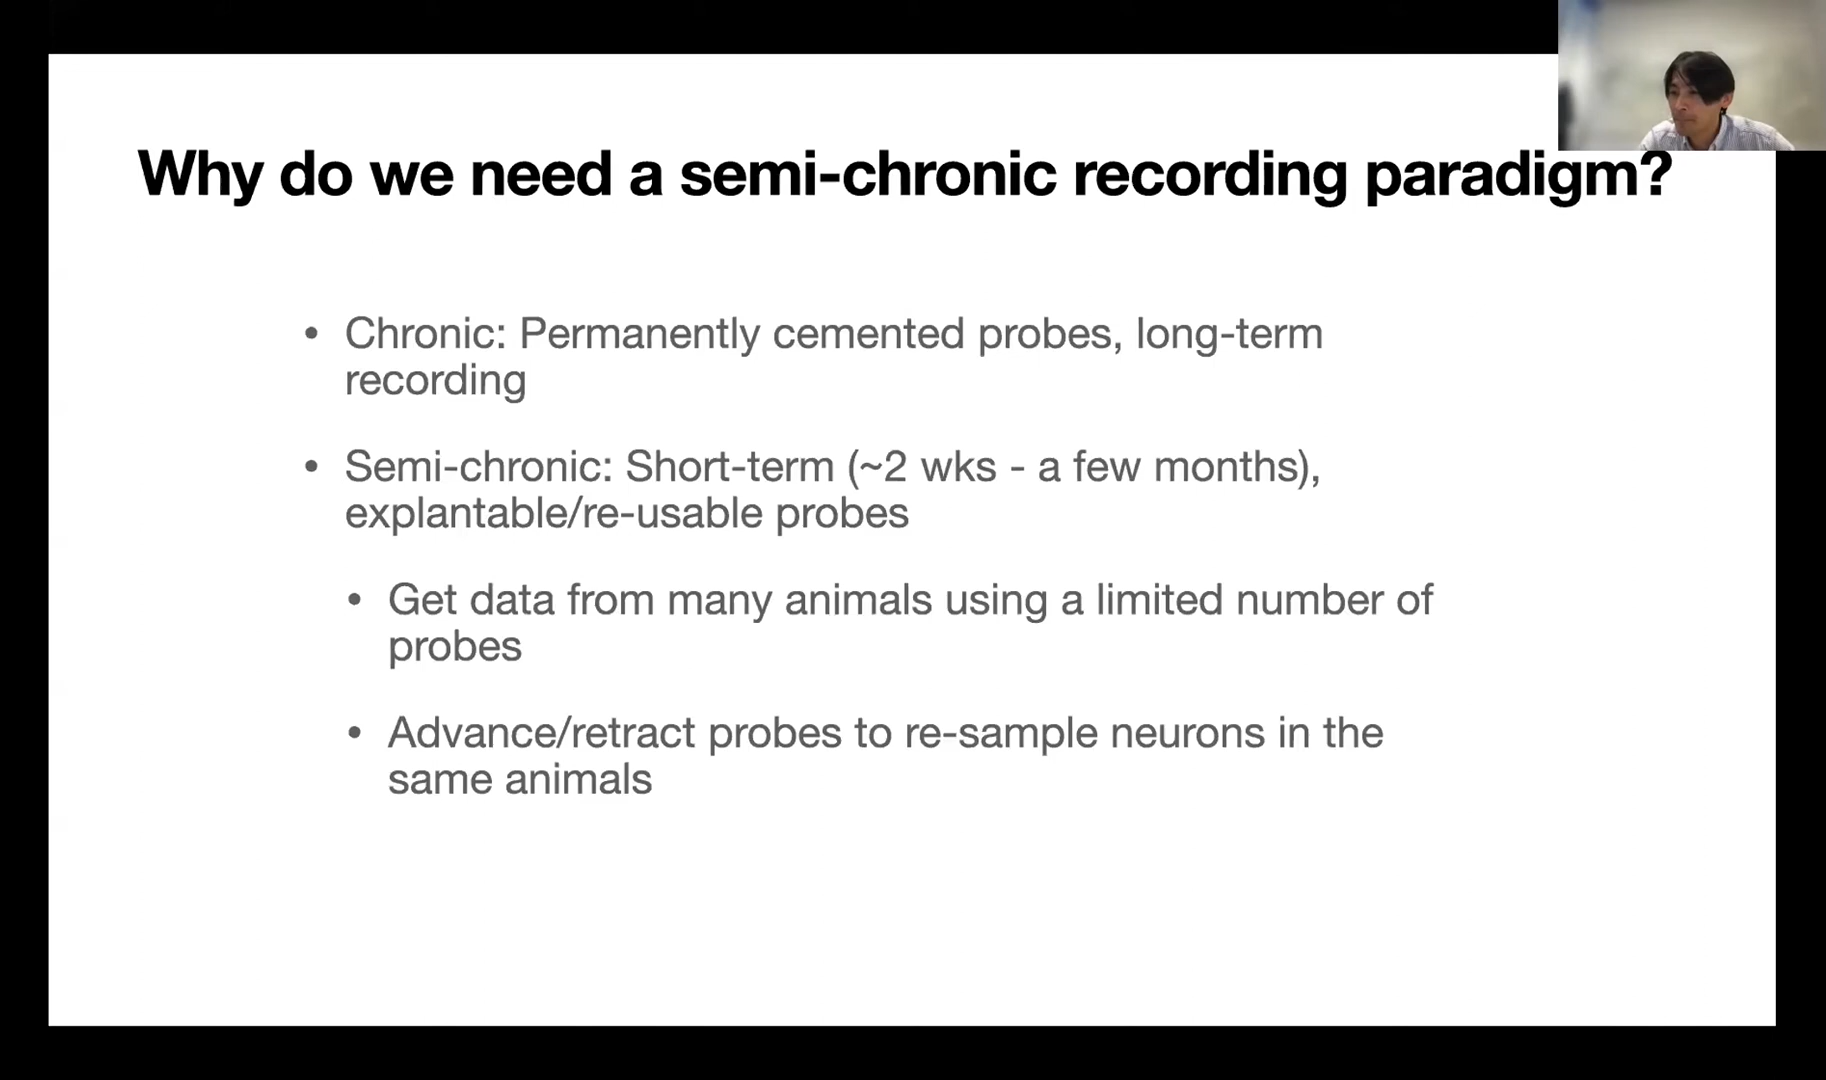 Why do we need a semi-chronic recording paradigm?
• Chronic: Permanently cemented probes, long-term
recording
• Semi-chronic: Short-term (~2 wks - a few months),
explantable/re-usable probes
• Get data from many animals using a limited number of
probes
• Advance/retract probes to re-sample neurons in the
same animals